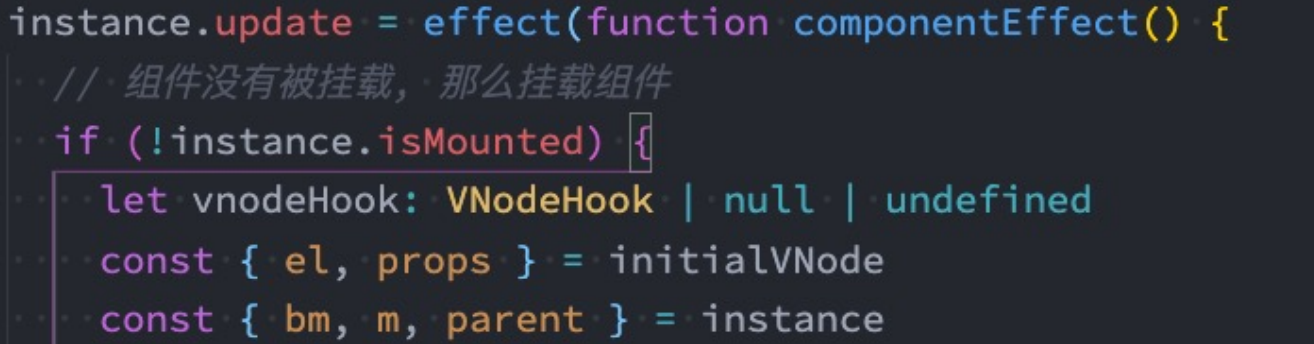 instance.update = effect(function componentEffect() {
// 组件没有被挂载，那么挂载组件
if (!instance.isMounted) {
let vnodeHook: VNodeHook | null | undefined
const { el, props } = initialVNode
const { bm, m, parent } = instance